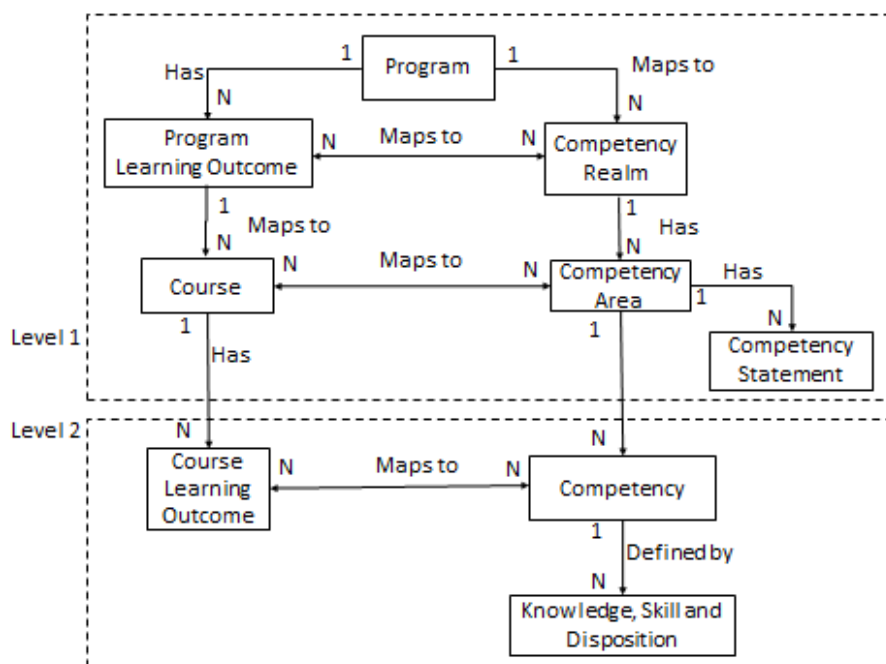 1 Program 1
Has Maps to
N N
Program
Learning Outcome
N Maps to N
Competency
Realm
1 1
Maps to Has
N N
Course
N Maps to N
Competency
Area
Has
1 1 1
N
Level 1
Has
Competency
Statement
Level 2
N N
Course
Learning
Outcome
N Maps to N
Competency
1
Defined by
N
Knowledge, Skill and
Disposition